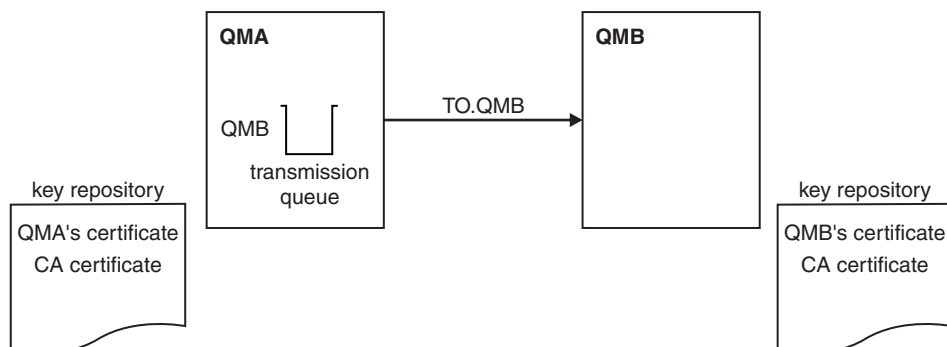 QMA
QMB
TO.QMB
QMB
transmission
queue
key repository
QMA's certificate
CA certificate
key repository
QMB's certificate
CA certificate